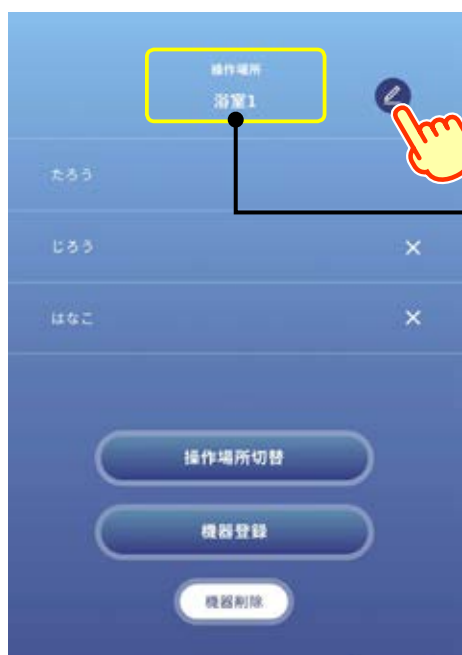 操作場所
浴室1
たろう
じろう
はなこ
操作場所切替
機器登録
機器削除